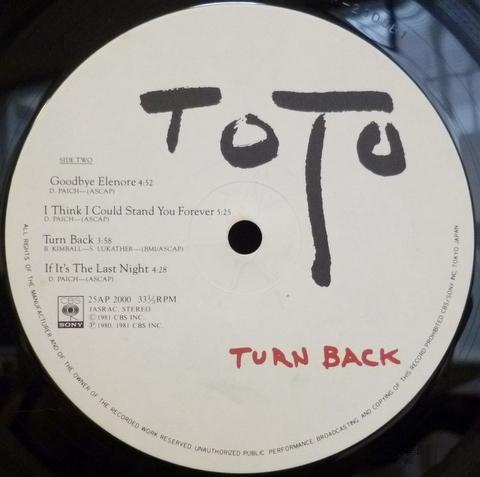 TOTO
SIDE TWO
Goodbye Elenore 4:52
D. PAICH—(ASCAP)
I Think I Could Stand You Forever 5:25
D. PAICH—(ASCAP)
Turn Back 3:58
B. KIMBALL—S. LUKATHER—(BMI/ASCAP)
If It's The Last Night 4:28
D. PAICH—(ASCAP)
CBS
SONY
25AP 2000 33⅓RPM
JASRAC. STEREO
Ⓒ 1981 CBS INC.
Ⓟ 1980, 1981 CBS INC.
TURN BACK
ALL RIGHTS OF THE MANUFACTURER AND OF THE OWNER OF THE RECORDED WORK RESERVED. UNAUTHORIZED PUBLIC PERFORMANCE, BROADCASTING AND COPYING OF THIS RECORD PROHIBITED CBS/SONY INC. TOKYO JAPAN